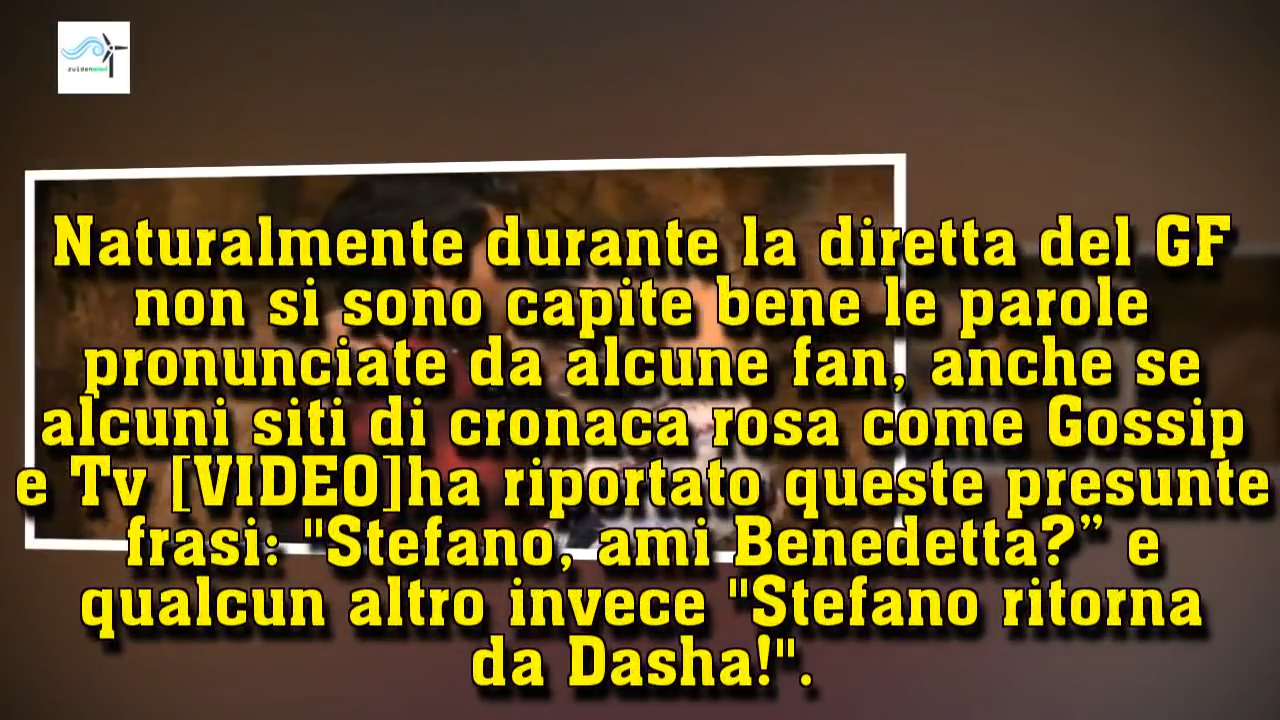 zuidenwind
Naturalmente durante la diretta del GF
non si sono capite bene le parole
pronunciate da alcune fan, anche se
alcuni siti di cronaca rosa come Gossip
e Tv [VIDEO]ha riportato queste presunte
frasi: "Stefano, ami Benedetta?” e
qualcun altro invece "Stefano ritorna
da Dasha!".